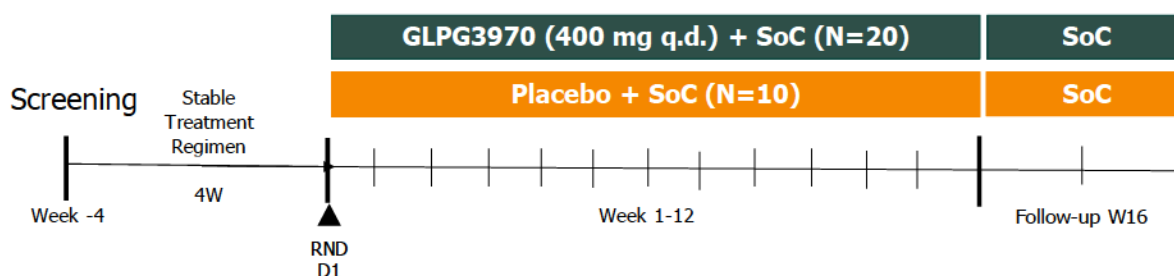 GLPG3970 (400 mg q.d.) + SoC (N=20)
SoC
Placebo + SoC (N=10)
SoC
Screening
Stable
Treatment
Regimen
4W
Week -4
RND
D1
Week 1-12
Follow-up W16